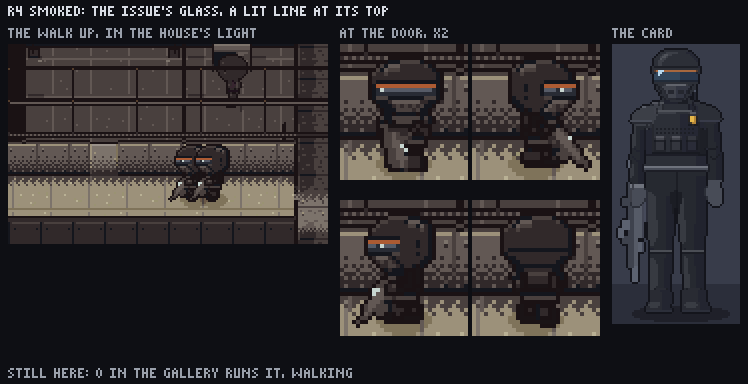 R4 SMOKED: THE ISSUE'S GLASS, A LIT LINE AT ITS TOP
THE WALK UP, IN THE HOUSE'S LIGHT
AT THE DOOR, X2
THE CARD
STILL HERE: O IN THE GALLERY RUNS IT, WALKING